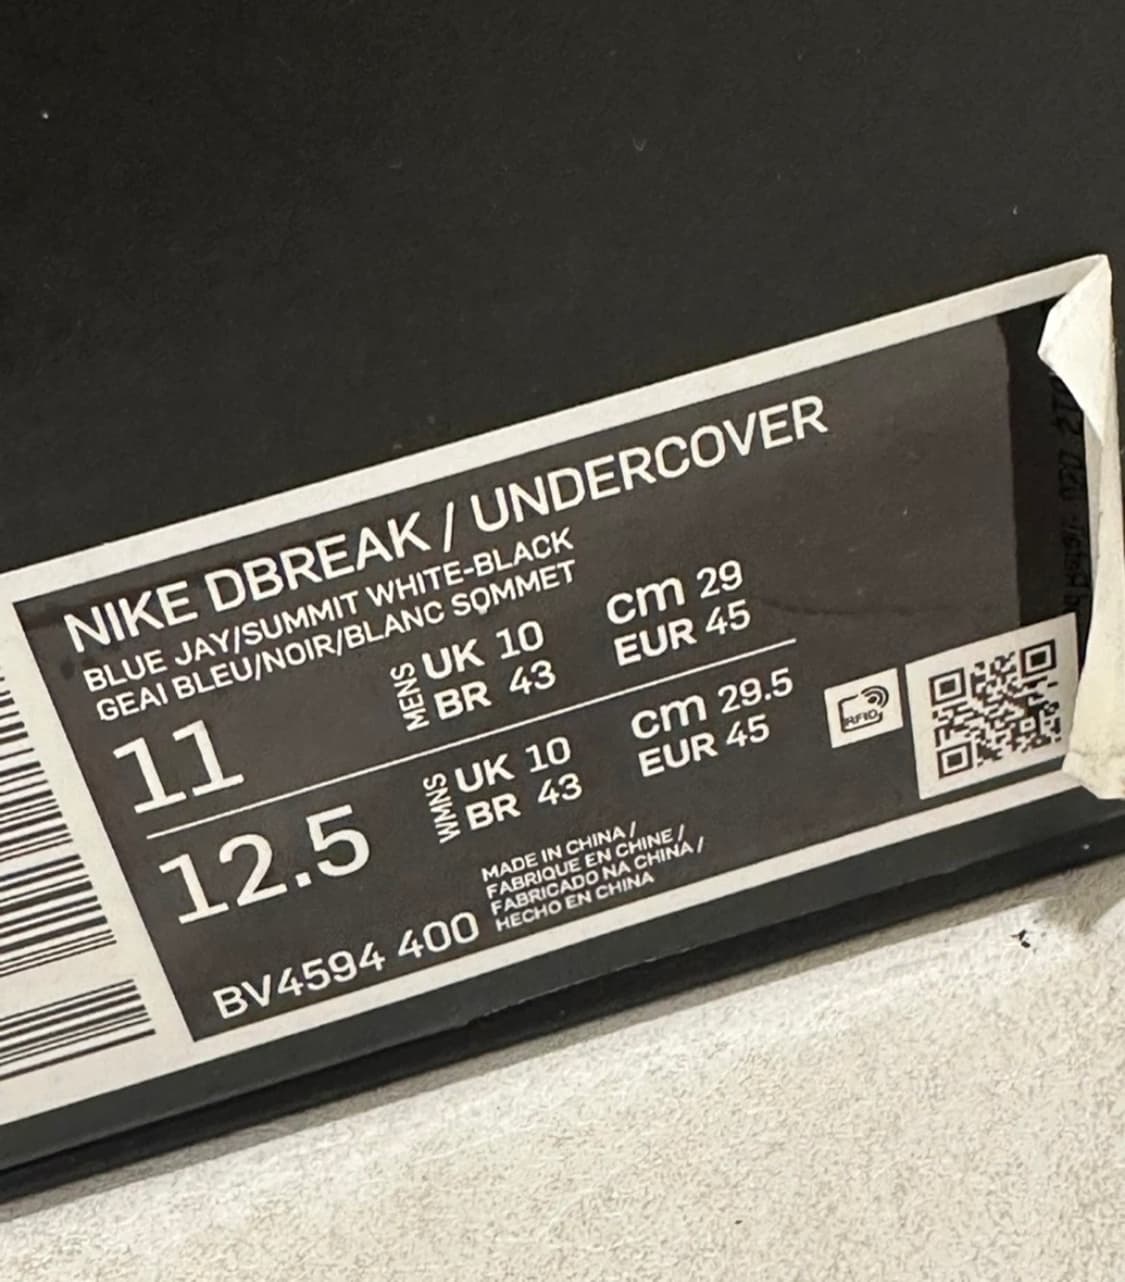 NIKE DBREAK / UNDERCOVER
BLUE JAY/SUMMIT WHITE-BLACK
GEAI BLEU/NOIR/BLANC SOMMET
11
MENS
UK 10
BR 43
cm 29
EUR 45
12.5
WMNS
UK 10
BR 43
cm 29.5
EUR 45
RFID
BV4594 400
MADE IN CHINA /
FABRIQUE EN CHINE /
FABRICADO NA CHINA /
HECHO EN CHINA